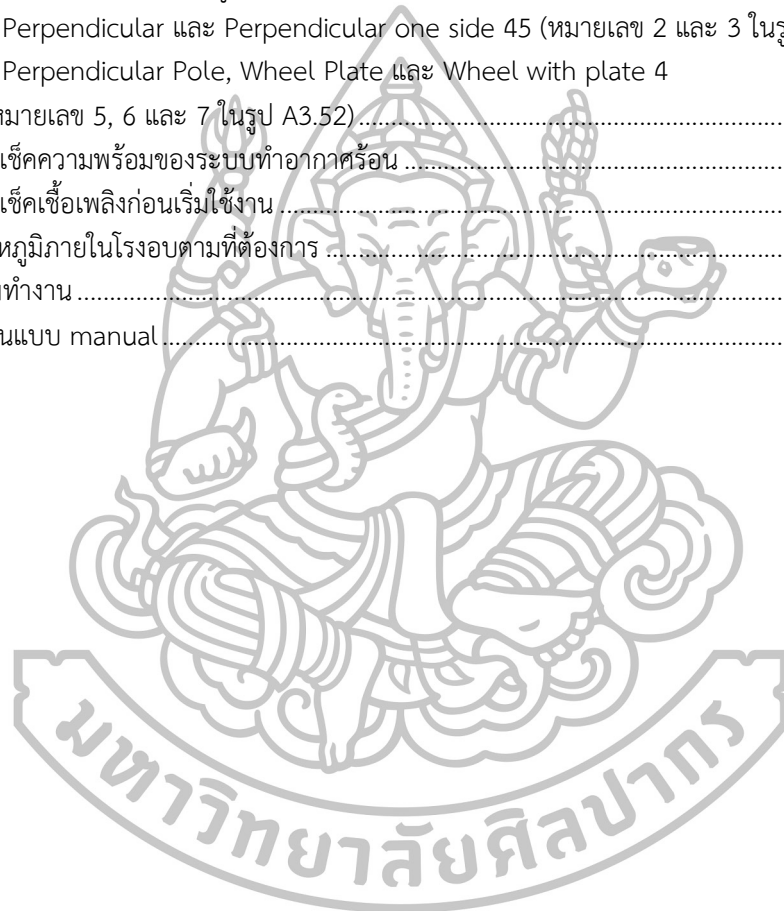 Perpendicular และ Perpendicular one side 45 (หมายเลข 2 และ 3 ในรู
Perpendicular Pole, Wheel Plate และ Wheel with plate 4
หมายเลข 5, 6 และ 7 ในรูป A3.52)
เช็คความพร้อมของระบบทำอากาศร้อน
เช็คเชื้อเพลิงก่อนเริ่มใช้งาน
หภูมิภายในโรงอบตามที่ต้องการ
ทำงาน
นแบบ manual
มหาวิทยาลัยศิลปากร